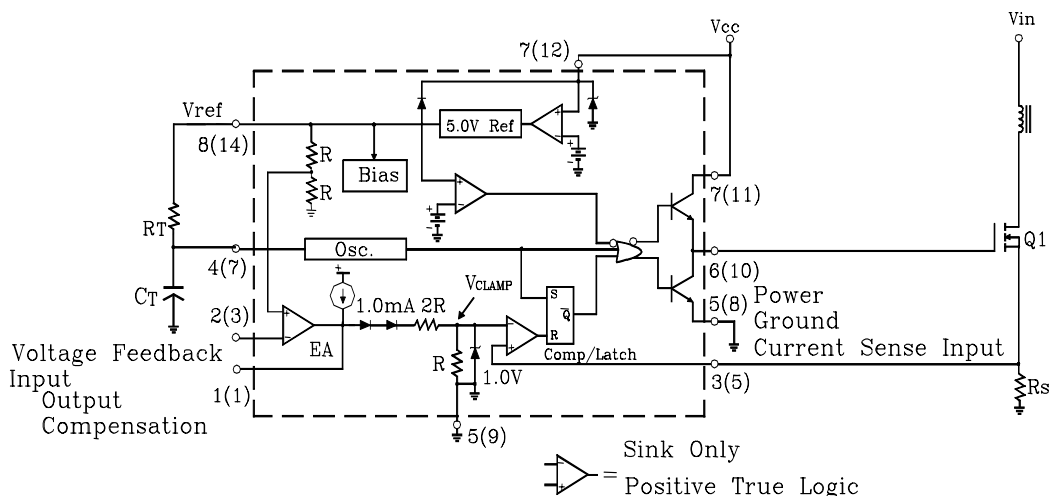 Vcc
Vin
7(12)
Vref
8(14)
R
R
Bias
5.0V Ref
+
−
+
−
+
−
+
−
7(11)
RT
4(7)
Osc.
Q1
6(10)
CT
+
VCLAMP
5(8)
Power
Ground
2(3)
1.0mA
2R
S
Q
R
+
−
EA
−
+
Comp/Latch
Voltage Feedback
Input
Current Sense Input
R
1.0V
1(1)
3(5)
Rs
Output
Compensation
5(9)
− + =
Sink Only
Positive True Logic